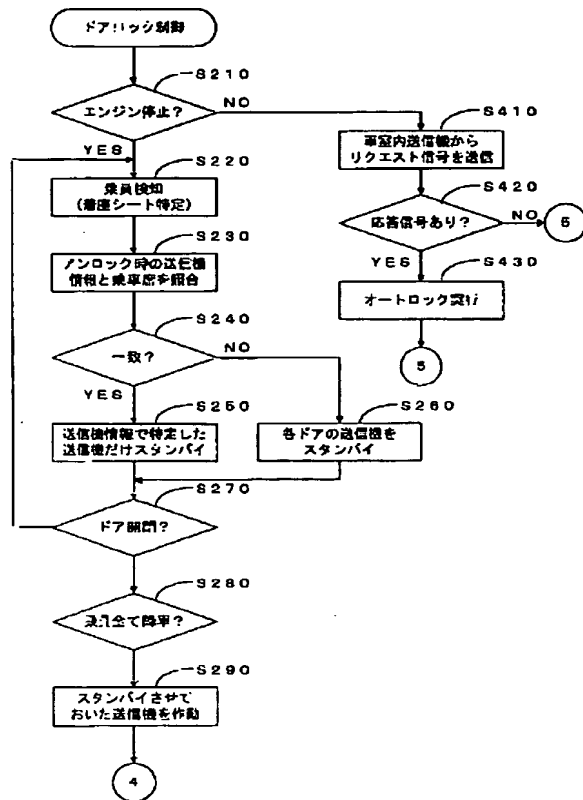 ドアロック制御
S210
エンジン停止?
NO
YES
S220
乗員検知
(着座シート特定)
S230
アンロック時の送信機
情報と乗車席を照合
S240
一致?
NO
YES
S250
送信機情報で特定した
送信機だけスタンバイ
S260
各ドアの送信機を
スタンバイ
S270
ドア開閉?
S280
乗員全て降車?
S290
スタンバイさせて
おいた送信機を作動
4
S410
車室内送信機から
リクエスト信号を送信
S420
応答信号あり?
NO
6
YES
S430
オートロック実行
5